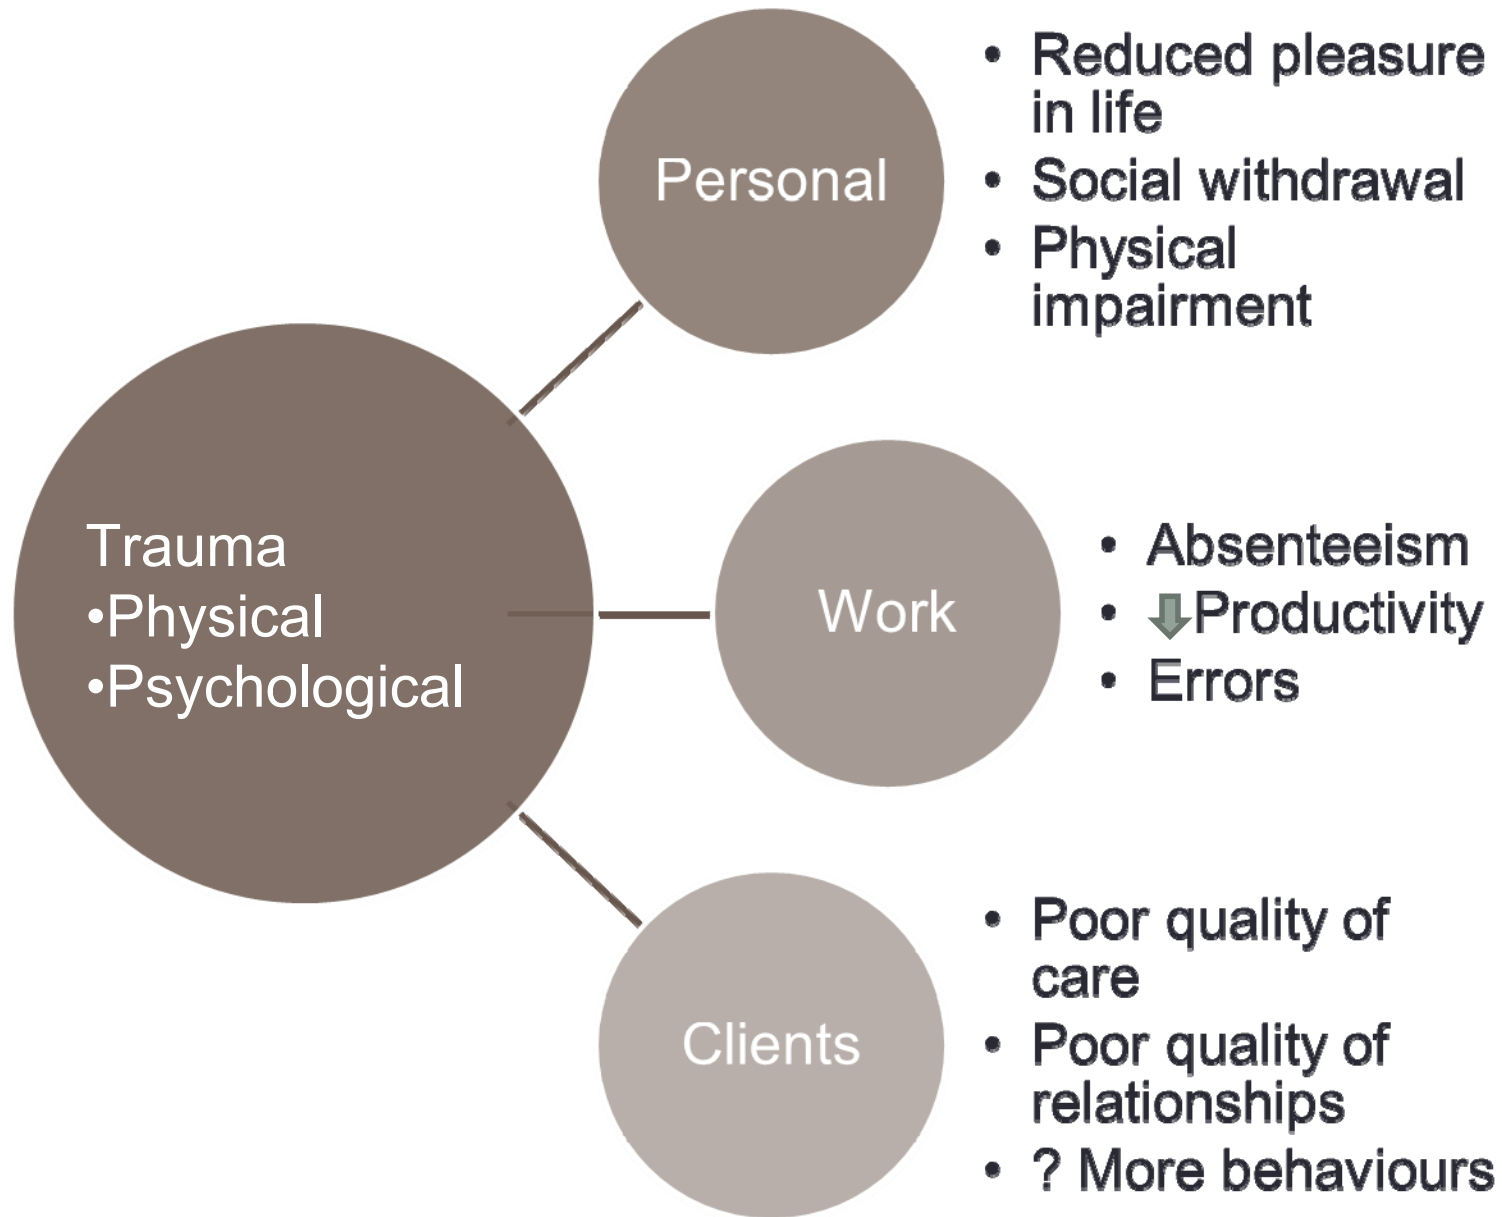 Personal
• Reduced pleasure
in life
• Social withdrawal
• Physical
impairment
Trauma
•Physical
•Psychological
Work
• Absenteeism
• Productivity
• Errors
Clients
• Poor quality of
care
• Poor quality of
relationships
• ? More behaviours